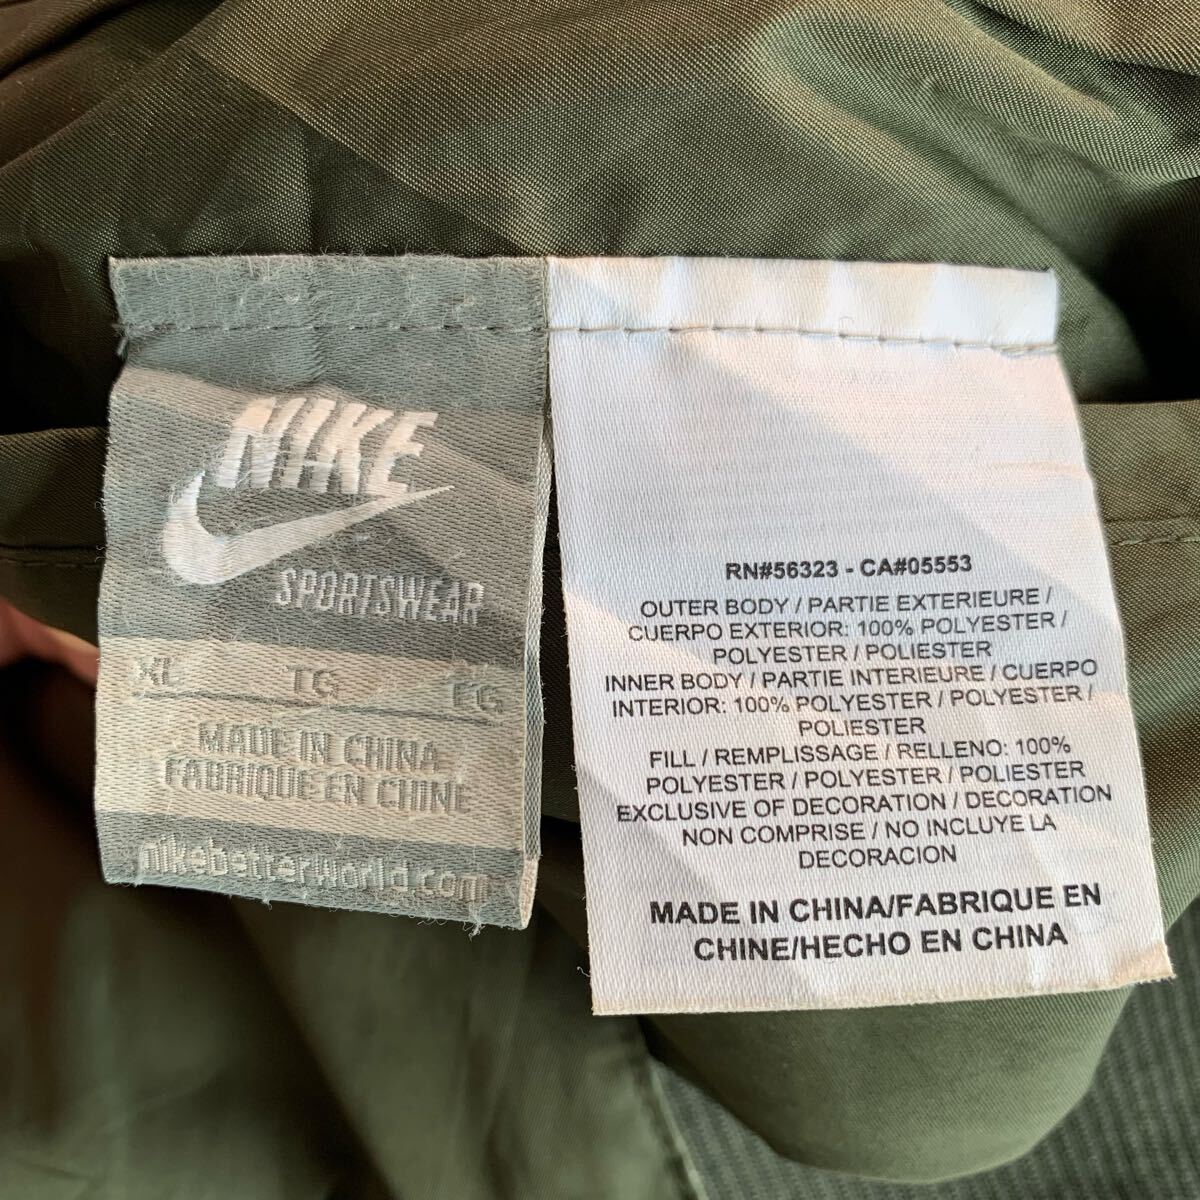 NIKE
SPORTSWEAR
XL TG EG
MADE IN CHINA
FABRIQUE EN CHINE
nikebetterworld.com
RN#56323 - CA#05553
OUTER BODY / PARTIE EXTERIEURE /
CUERPO EXTERIOR: 100% POLYESTER /
POLYESTER / POLIESTER
INNER BODY / PARTIE INTERIEURE / CUERPO
INTERIOR: 100% POLYESTER / POLYESTER /
POLIESTER
FILL / REMPLISSAGE / RELLENO: 100%
POLYESTER / POLYESTER / POLIESTER
EXCLUSIVE OF DECORATION / DECORATION
NON COMPRISE / NO INCLUYE LA
DECORACION
MADE IN CHINA/FABRIQUE EN
CHINE/HECHO EN CHINA